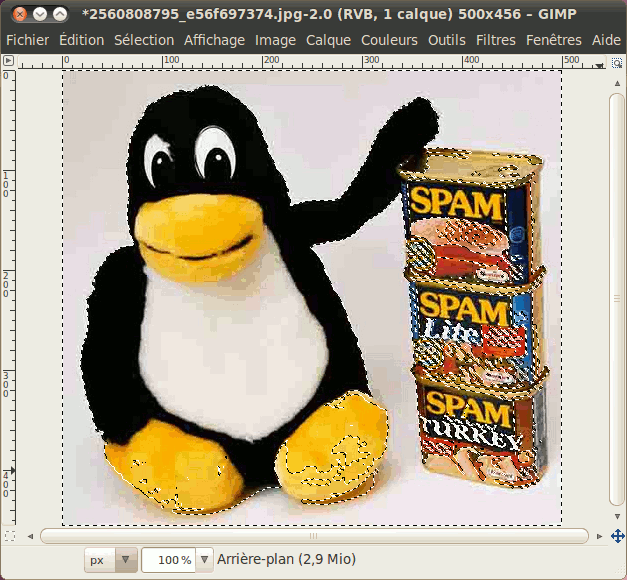 *2560808795_e56f697374.jpg-2.0 (RVB, 1 calque) 500x456 – GIMP
Fichier Édition Sélection Affichage Image Calque Couleurs Outils Filtres Fenêtres Aide
0 100 200 300 400 500
0
100
200
300
400
SPAM
SPAM
Lite
SPAM
TURKEY
px 100 % Arrière-plan (2,9 Mio)